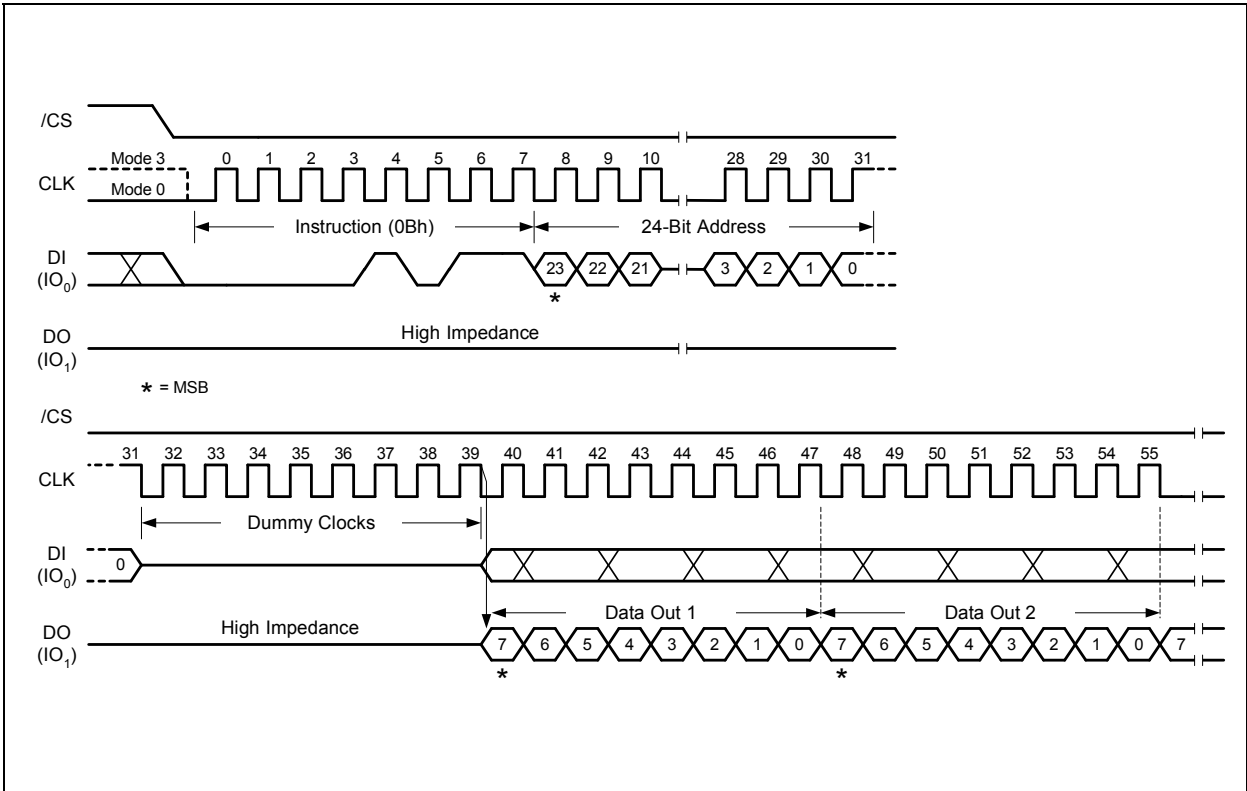 /CS
Mode 3 0 1 2 3 4 5 6 7 8 9 10 28 29 30 31
CLK Mode 0
Instruction (0Bh) 24-Bit Address
DI
(IO0) 23 22 21 3 2 1 0
*
High Impedance
DO
(IO1)
* = MSB
/CS
31 32 33 34 35 36 37 38 39 40 41 42 43 44 45 46 47 48 49 50 51 52 53 54 55
CLK
Dummy Clocks
DI
(IO0) 0
Data Out 1 Data Out 2
DO High Impedance
(IO1) 7 6 5 4 3 2 1 0 7 6 5 4 3 2 1 0 7
* *